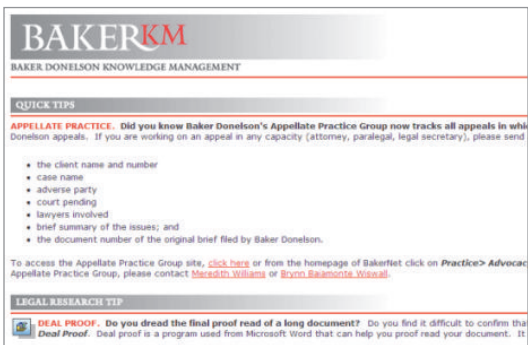 BAKERKM
BAKER DONELSON KNOWLEDGE MANAGEMENT
QUICK TIPS
APPELLATE PRACTICE. Did you know Baker Donelson's Appellate Practice Group now tracks all appeals in
Donelson appeals. If you are working on an appeal in any capacity (attorney, paralegal, legal secretary), please send
• the client name and number
• case name
• adverse party
• court pending
• lawyers involved
• brief summary of the issues; and
• the document number of the original brief filed by Baker Donelson.
To access the Appellate Practice Group site, click here or from the homepage of BakerNet click on Practice>
Appellate Practice Group, please contact Meredith Williams or Brynn Baiamonte Wiswall.
LEGAL RESEARCH TIP
DEAL PROOF. Do you dread the final proof read of a long document? Do you find it difficult to confirm
Deal Proof. Deal proof is a program used from Microsoft Word that can help you proof read your document. It